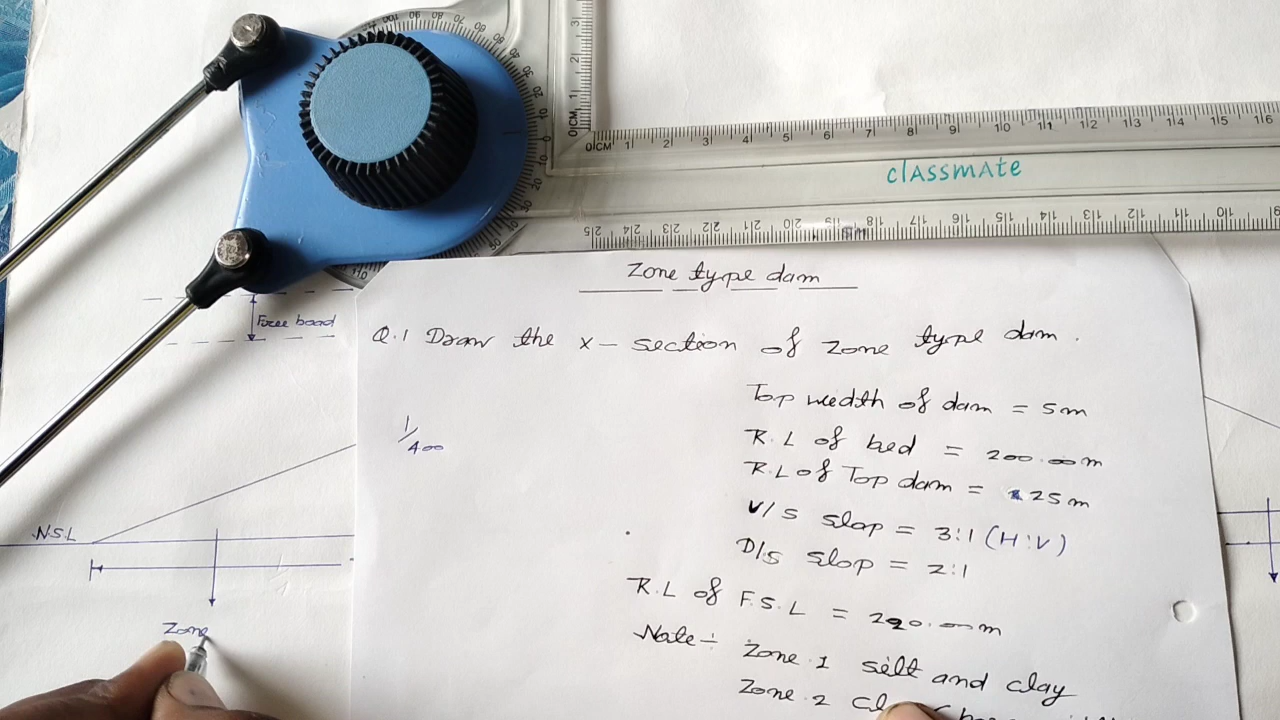 classmate
Zone type dam
Free boad
Q.1 Draw the x-section of zone type dam.
1/400
Top width of dam = 5m
R.L of bed = 200.00m
R.L of Top dam = 225m
U/S slop = 3:1 (H:V)
D/s slop = 2:1
N.S.L
R.L of F.S.L = 220.00m
Zone
Note÷ Zone.1 silt and clay
Zone.2